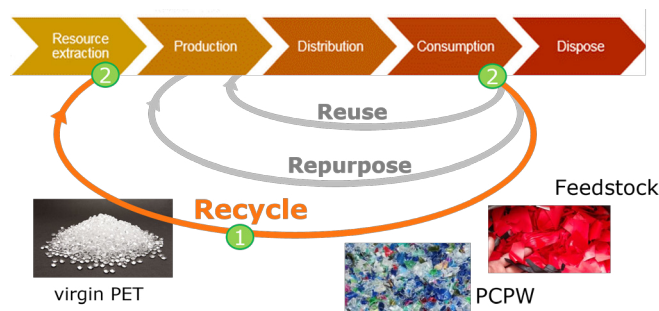 Resource
extraction
Production
Distribution
Consumption
Dispose
2
2
Reuse
Repurpose
Recycle
1
Feedstock
virgin PET
PCPW